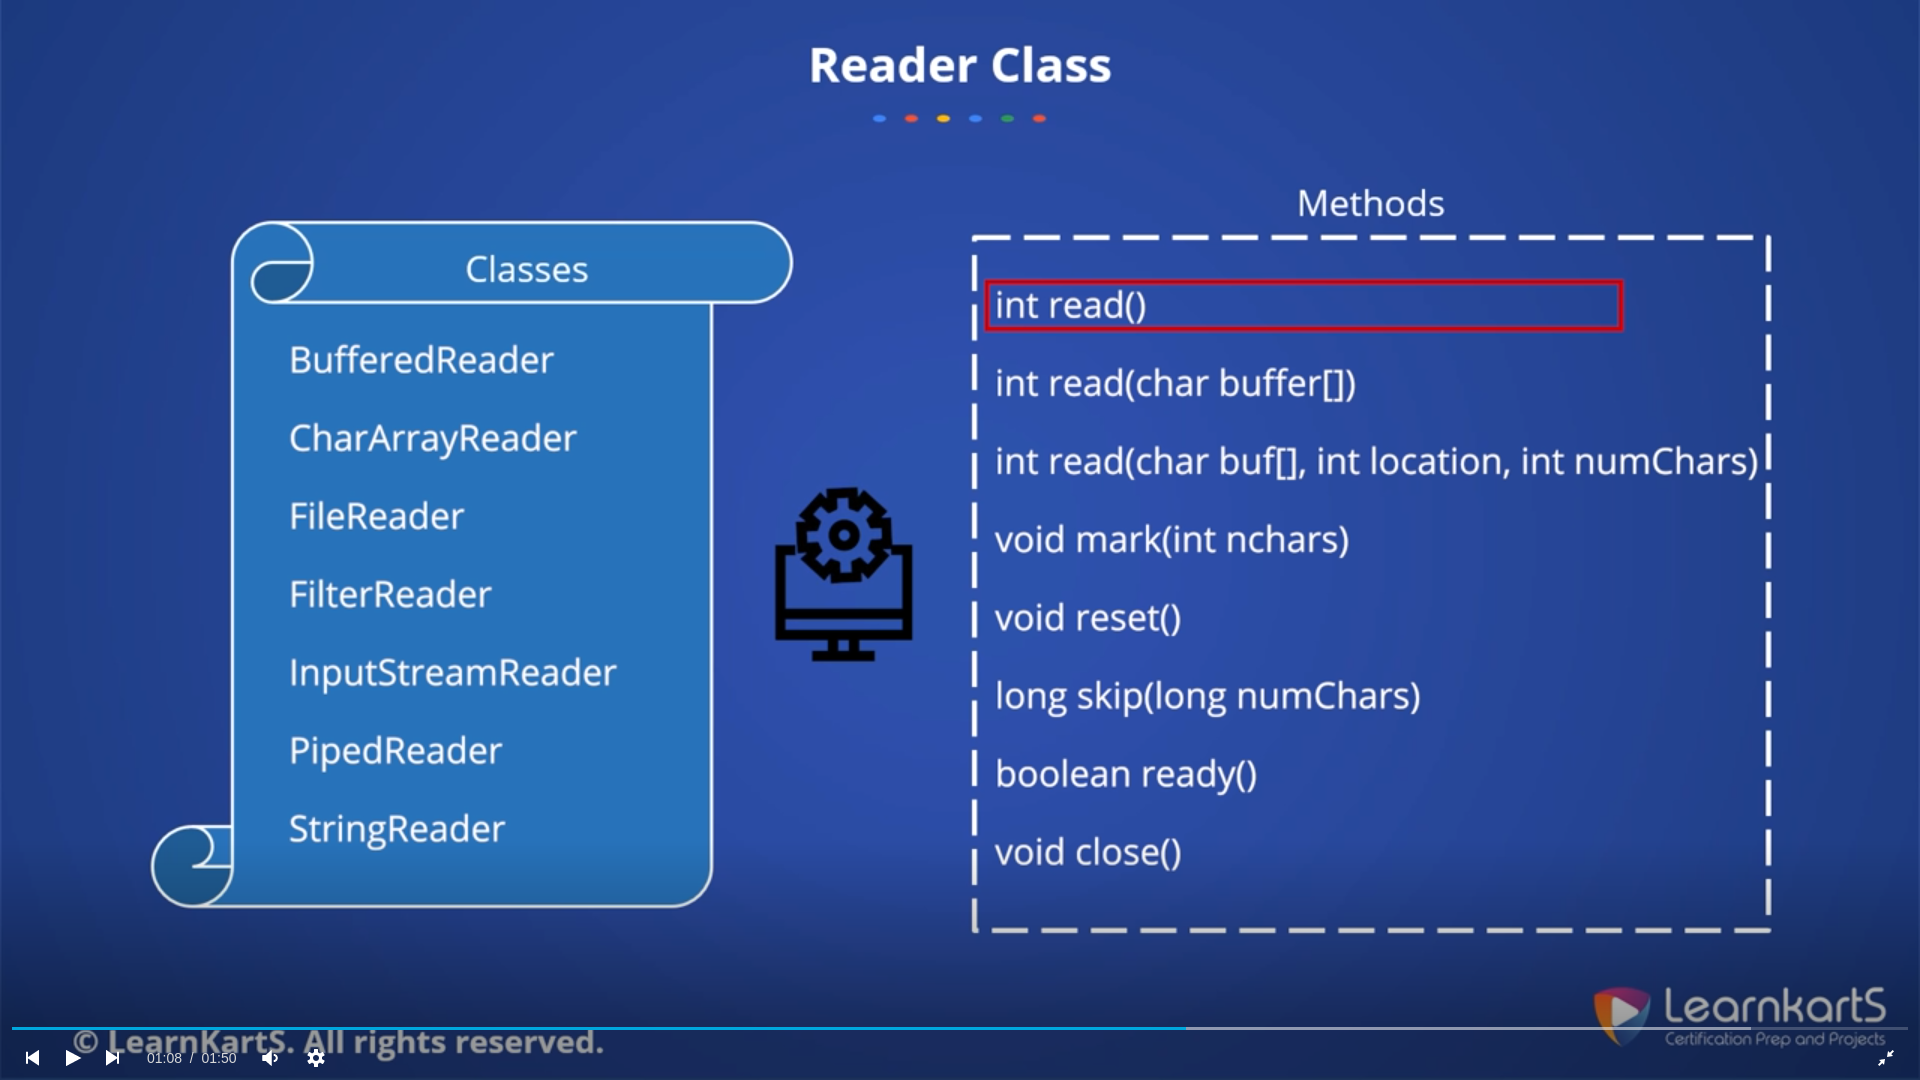 Reader Class
Classes
BufferedReader
CharArrayReader
FileReader
FilterReader
InputStreamReader
PipedReader
StringReader
Methods
int read()
int read(char buffer[])
int read(char buf[], int location, int numChars)
void mark(int nchars)
void reset()
long skip(long numChars)
boolean ready()
void close()
LearnkartS
Certification Prep and Projects
© LearnKartS. All rights reserved.
01:08 / 01:50